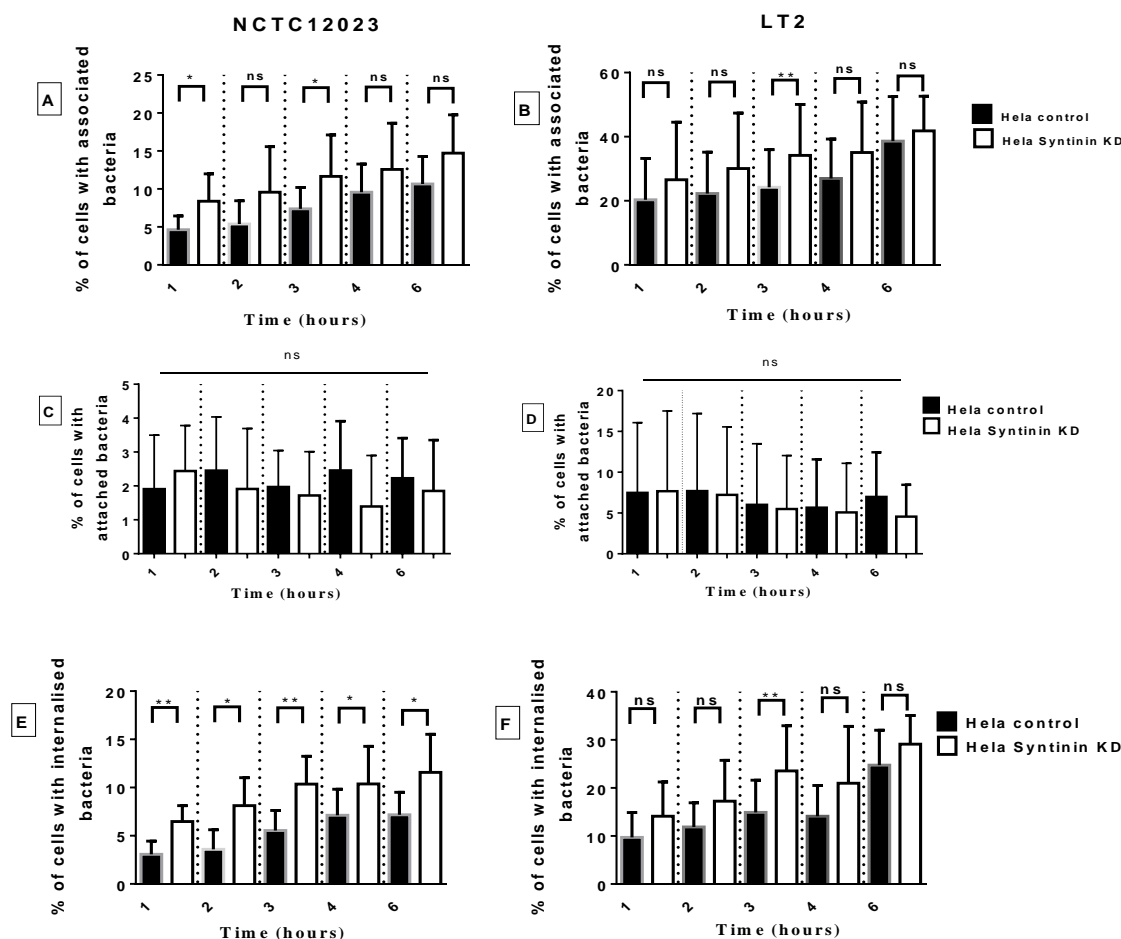 NCTC12023
LT2
A
% of cells with associated
bacteria
25
20
15
10
5
0
* ns * ns ns
1 2 3 4 6
Time (hours)
B
% of cells with associated
bacteria
60
40
20
0
ns ns ** ns ns
1 2 3 4 6
Time (hours)
Hela control
Hela Syntinin KD
C
% of cells with
attached bacteria
ns
5
4
3
2
1
0
1 2 3 4 6
Time (hours)
D
% of cells with
attached bacteria
ns
20
15
10
5
0
1 2 3 4 6
Time (hours)
Hela control
Hela Syntinin KD
E
% of cells with internalised
bacteria
20
15
10
5
0
** * ** * *
1 2 3 4 6
Time (hours)
F
% of cells with internalised
bacteria
40
30
20
10
0
ns ns ** ns ns
1 2 3 4 6
Time (hours)
Hela control
Hela Syntinin KD